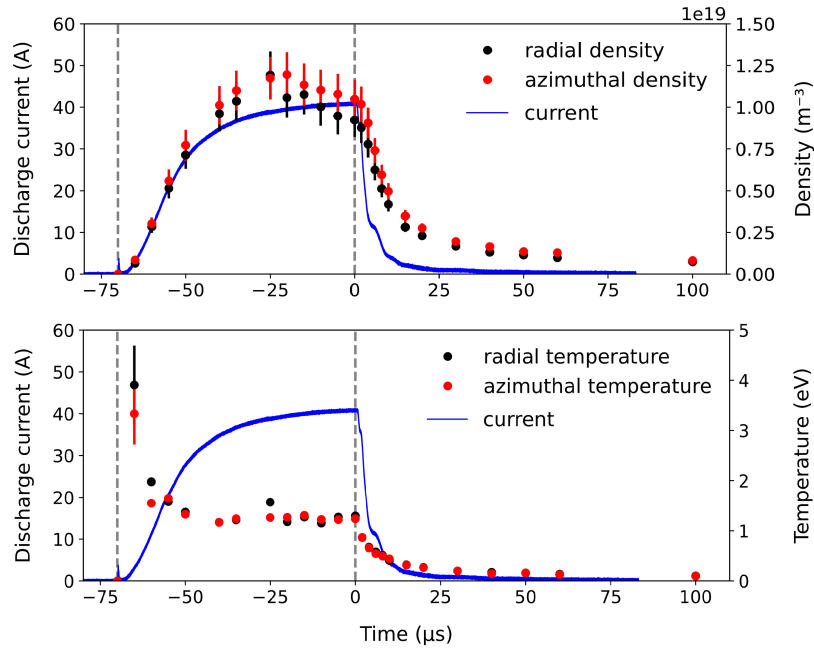 1e19
60
50
40
30
20
10
0
Discharge current (A)
1.50
1.25
1.00
0.75
0.50
0.25
0.00
Density (m⁻³)
radial density
azimuthal density
current
−75 −50 −25 0 25 50 75 100
60
50
40
30
20
10
0
Discharge current (A)
5
4
3
2
1
0
Temperature (eV)
radial temperature
azimuthal temperature
current
−75 −50 −25 0 25 50 75 100
Time (μs)